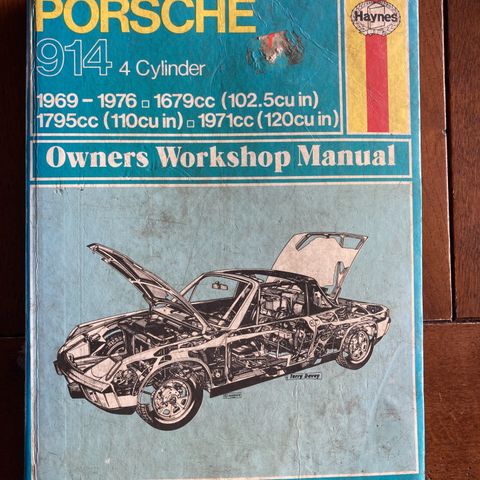 PORSCHE
Haynes
914 4 Cylinder
1969 - 1976 □ 1679cc (102.5cu in)
1795cc (110cu in) □ 1971cc (120cu in)
Owners Workshop Manual
Terry Davey